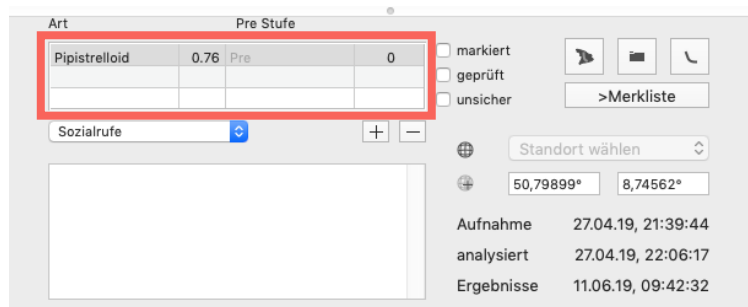 Art Pre Stufe
Pipistrelloid 0.76 Pre 0
markiert
geprüft
unsicher
>Merkliste
Sozialrufe
Standort wählen
50,79899° 8,74562°
Aufnahme 27.04.19, 21:39:44
analysiert 27.04.19, 22:06:17
Ergebnisse 11.06.19, 09:42:32